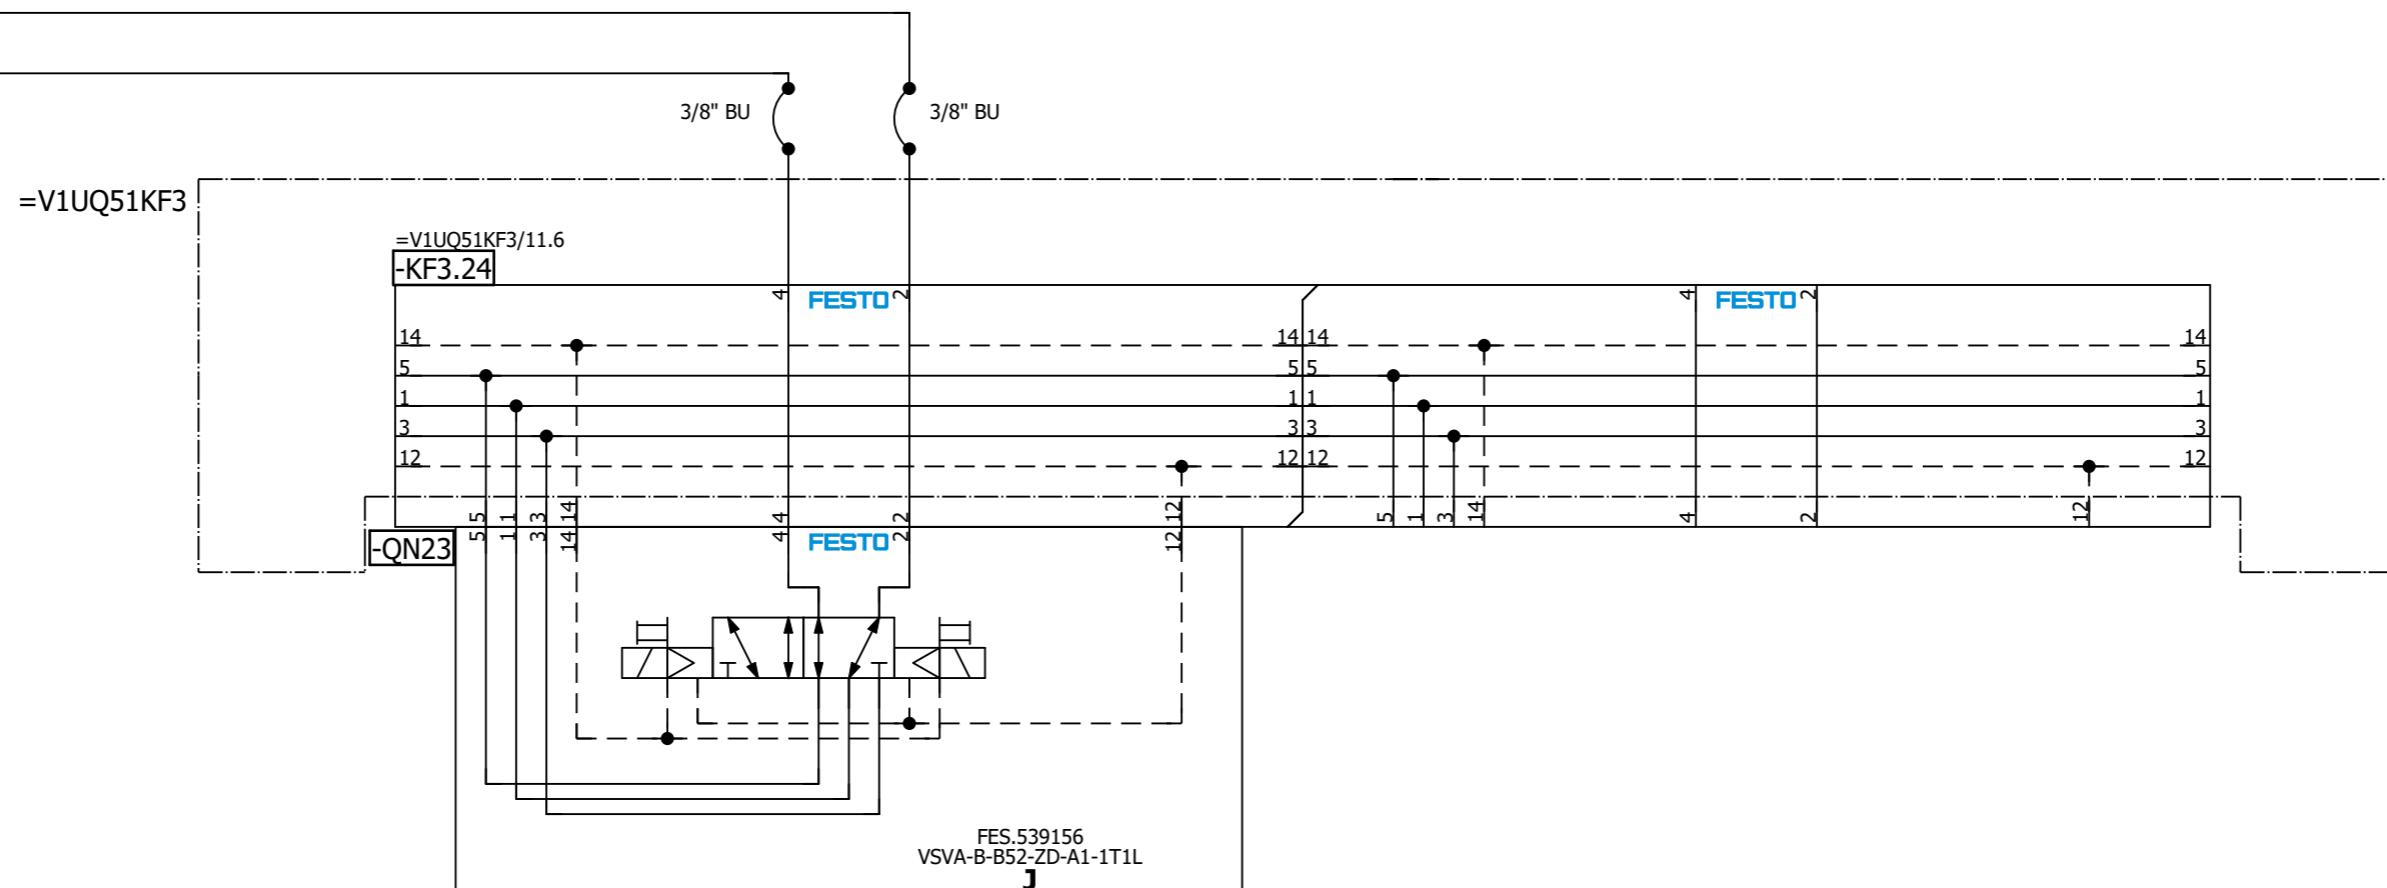 3/8" BU 3/8" BU
=V1UQ51KF3
=V1UQ51KF3/11.6
-KF3.24
4 FESTO 2 4 FESTO 2
14 14 14 14
5 5 5 5
1 1 1 1
3 3 3 3
12 12 12 12
5 1 3 14 4 2 12 5 1 3 14 4 2 12
-QN23
5 1 3 14 4 FESTO 2 12
FES.539156
VSVA-B-B52-ZD-A1-1T1L
J